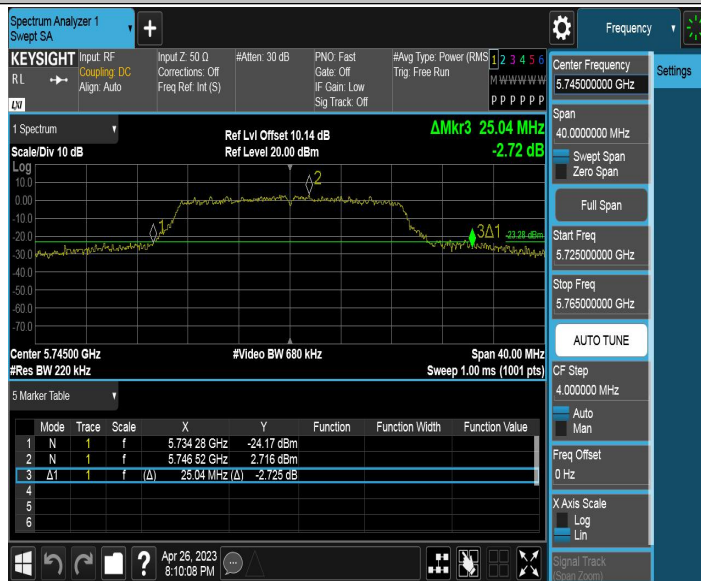 Spectrum Analyzer 1
Swept SA
Frequency
KEYSIGHT
RL
LXI
Input: RF
Coupling: DC
Align: Auto
Input Z: 50 Ω
Corrections: Off
Freq Ref: Int (S)
#Atten: 30 dB
PNO: Fast
Gate: Off
IF Gain: Low
Sig Track: Off
#Avg Type: Power (RMS
Trig: Free Run
1 2 3 4 5 6
M W W W W W
P P P P P P
1 Spectrum
Scale/Div 10 dB
Ref Lvl Offset 10.14 dB
Ref Level 20.00 dBm
ΔMkr3 25.04 MHz
-2.72 dB
Log
10.0
0.00
-10.0
-20.0
-30.0
-40.0
-50.0
-60.0
-70.0
1
2
3Δ1
-23.28 dBm
Center 5.74500 GHz
#Res BW 220 kHz
#Video BW 680 kHz
Span 40.00 MHz
Sweep 1.00 ms (1001 pts)
5 Marker Table
Mode Trace Scale X Y Function Function Width Function Value
1 N 1 f 5.734 28 GHz -24.17 dBm
2 N 1 f 5.746 52 GHz 2.716 dBm
3 Δ1 1 f (Δ) 25.04 MHz (Δ) -2.725 dB
4
5
6
?
Apr 26, 2023
8:10:08 PM
Center Frequency
5.745000000 GHz
Settings
Span
40.0000000 MHz
Swept Span
Zero Span
Full Span
Start Freq
5.725000000 GHz
Stop Freq
5.765000000 GHz
AUTO TUNE
CF Step
4.000000 MHz
Auto
Man
Freq Offset
0 Hz
X Axis Scale
Log
Lin
Signal Track
(Span Zoom)